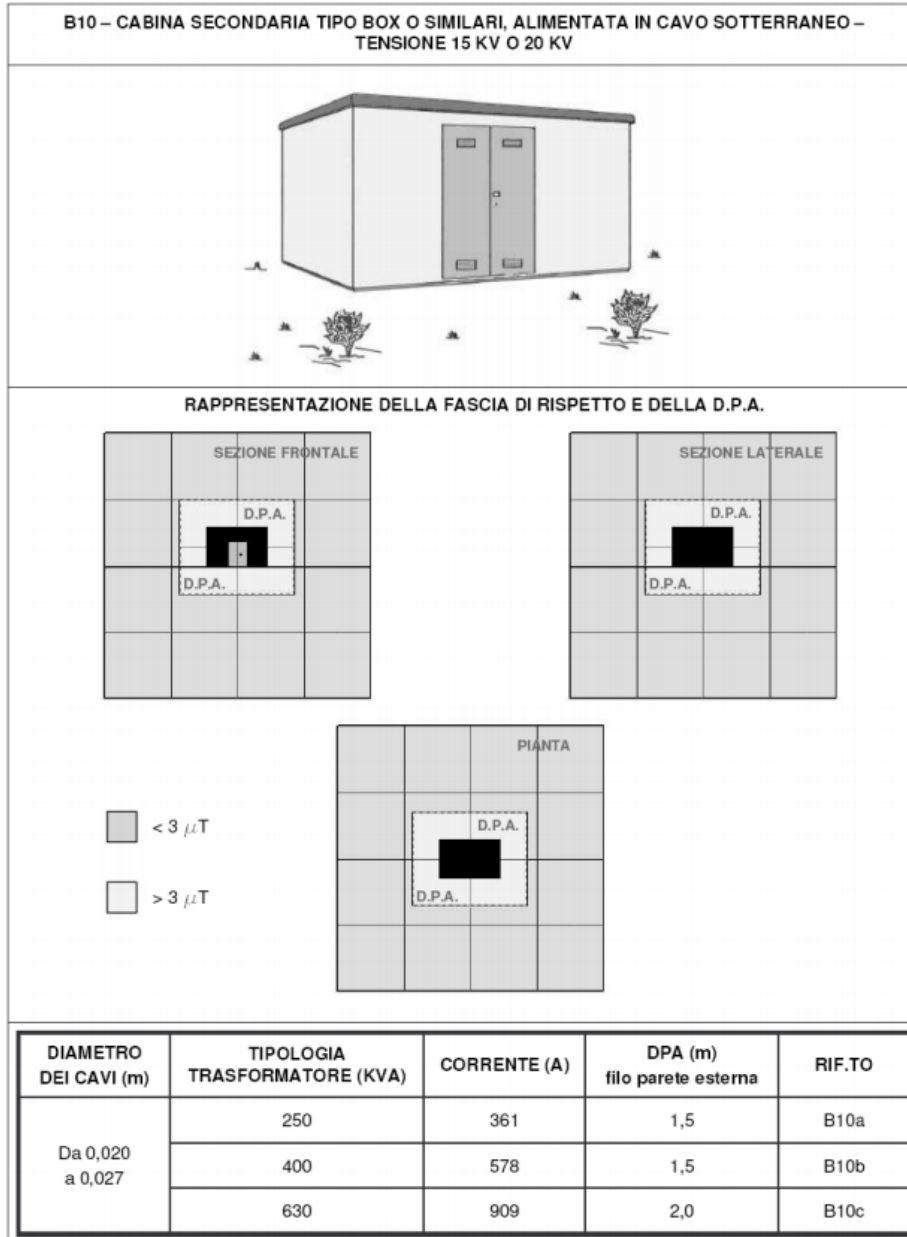 B10 – CABINA SECONDARIA TIPO BOX O SIMILARI, ALIMENTATA IN CAVO SOTTERRANEO –
TENSIONE 15 KV O 20 KV
RAPPRESENTAZIONE DELLA FASCIA DI RISPETTO E DELLA D.P.A.
SEZIONE FRONTALE
D.P.A.
D.P.A.
SEZIONE LATERALE
D.P.A.
D.P.A.
PIANTA
D.P.A.
D.P.A.
< 3 μT
> 3 μT
DIAMETRO
DEI CAVI (m)
TIPOLOGIA
TRASFORMATORE (KVA)
CORRENTE (A)
DPA (m)
filo parete esterna
RIF.TO
Da 0,020
a 0,027
250
361
1,5
B10a
400
578
1,5
B10b
630
909
2,0
B10c